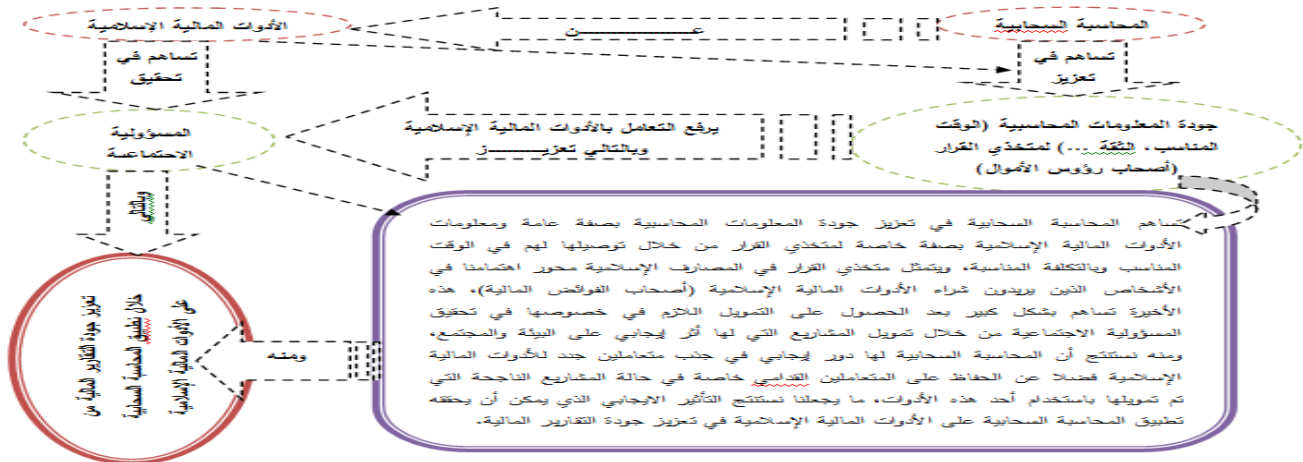 المحاسبة السحابية
عــــــــــــــــن
الأدوات المالية الإسلامية
تساهم في
تعزيز
تساهم في
تحقيق
جودة المعلومات المحاسبية (الوقت
المناسب، الثقة ...) لمتخذي القرار
(أصحاب رؤوس الأموال)
يرفع التعامل بالأدوات المالية الإسلامية
وبالتالي تعزيـــــــــز
المسؤولية
الاجتماعية
وبالتالي
تساهم المحاسبة السحابية في تعزيز جودة المعلومات المحاسبية بصفة عامة ومعلومات
الأدوات المالية الإسلامية بصفة خاصة لمتخذي القرار من خلال توصيلها لهم في الوقت
المناسب وبالتكلفة المناسبة، ويتمثل متخذي القرار في المصارف الإسلامية محور اهتمامنا في
الأشخاص الذين يريدون شراء الأدوات المالية الإسلامية (أصحاب الفوائض المالية)، هذه
الأخيرة تساهم بشكل كبير بعد الحصول على التمويل اللازم في خصوصها في تحقيق
المسؤولية الاجتماعية من خلال تمويل المشاريع التي لها أثر إيجابي على البيئة والمجتمع،
ومنه نستنتج أن المحاسبة السحابية لها دور إيجابي في جذب متعاملين جدد للأدوات المالية
الإسلامية فضلا عن الحفاظ على المتعاملين القدامى خاصة في حالة المشاريع الناجحة التي
تم تمويلها باستخدام أحد هذه الأدوات، ما يجعلنا نستنتج التأثير الايجابي الذي يمكن أن يحققه
تطبيق المحاسبة السحابية على الأدوات المالية الإسلامية في تعزيز جودة التقارير المالية.
ومنه
تعزيز جودة التقارير المالية من
خلال تطبيق المحاسبة السحابية
على الأدوات المالية الإسلامية